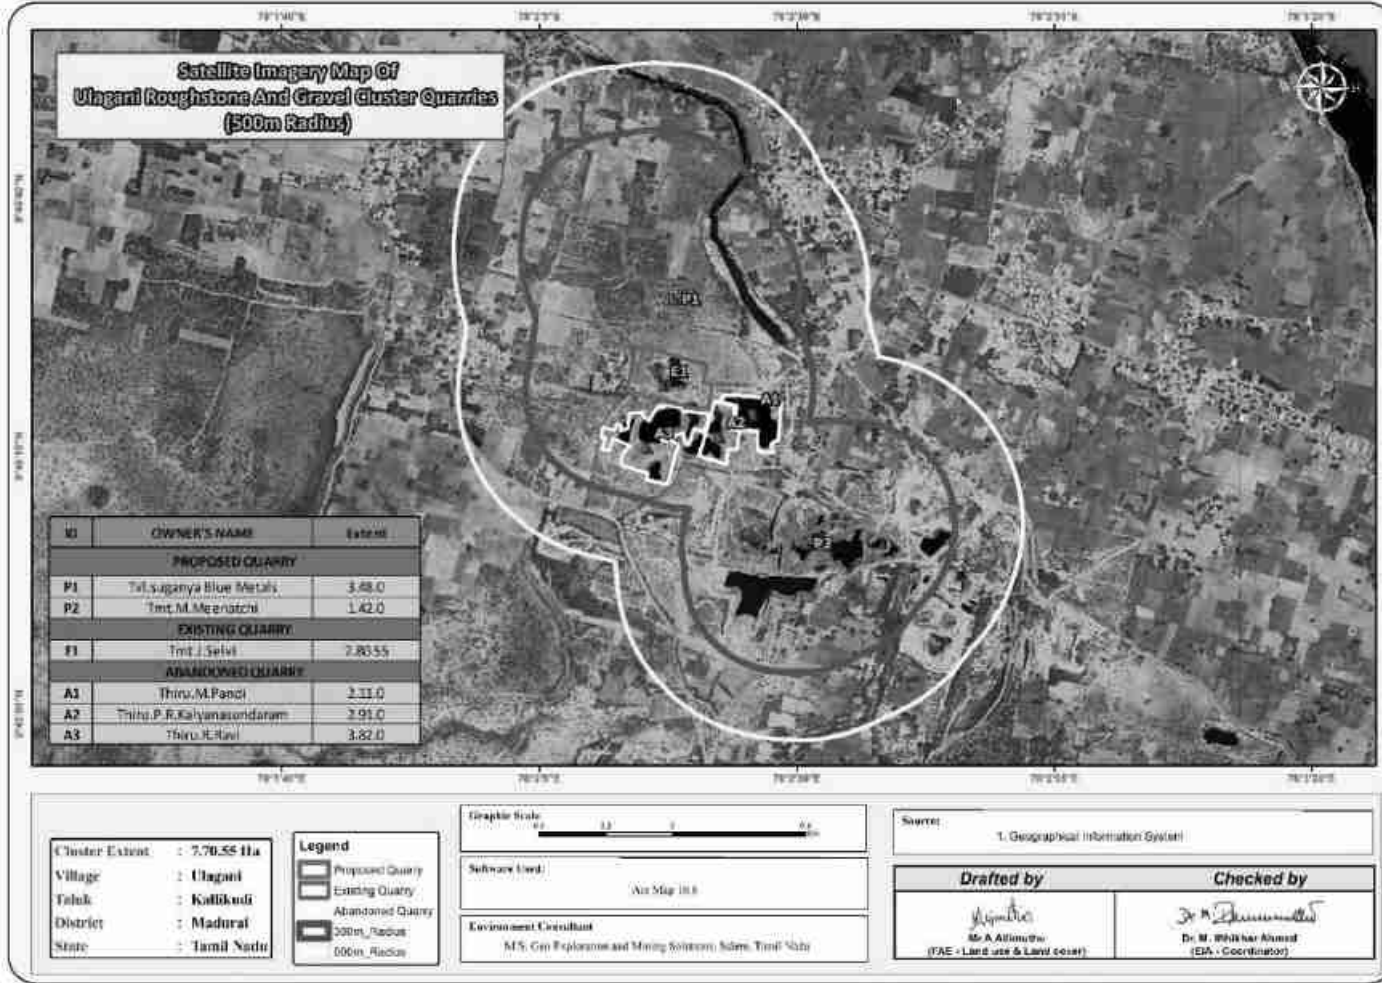 Satellite Imagery Map Of
Ulagani Roughstone And Gravel Cluster Quarries
(500m Radius)
P1
E1
A2
A3
ID OWNER'S NAME Extent
PROPOSED QUARRY
P1 Tvl.suganya Blue Metals 3.48.0
P2 Tmt.M.Meenatchi 1.42.0
EXISTING QUARRY
E1 Tmt.J.Selvi 2.80.55
ABANDONED QUARRY
A1 Thiru.M.Pandi 2.11.0
A2 Thiru.P.R.Kalyanasundaram 2.91.0
A3 Thiru.R.Ravi 3.82.0
Cluster Extent : 7.70.55 Ha
Village : Ulagani
Taluk : Kallikudi
District : Madurai
State : Tamil Nadu
Legend
Proposed Quarry
Existing Quarry
Abandoned Quarry
300m_Radius
Graphic Scale
Software Used:
Arc Map 10.8
Environment Consultant
M/S. Geo Exploration and Mining Solutions, Salem, Tamil Nadu
Source:
1. Geographical Information System
Drafted by Checked by
Mr.A.Allimuthu
(FAE - Land use & Land cover)
Dr. M. Ifthikhar Ahmed
(EIA - Coordinator)